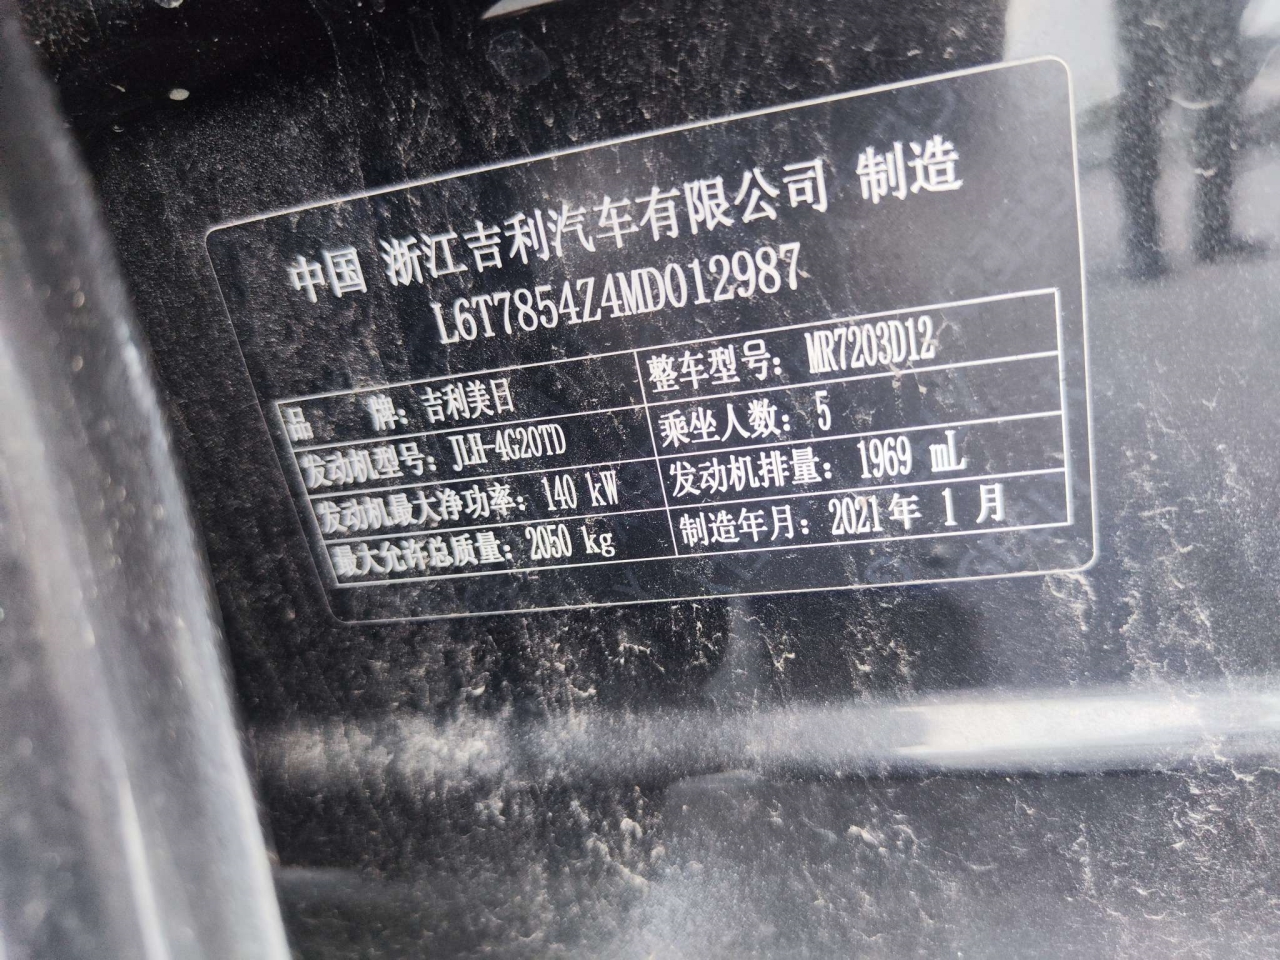 中国 浙江吉利汽车有限公司 制造
L6T7854Z4MD012987
品 牌：吉利美日 整车型号：MR7203D12
发动机型号：JLH-4G20TD 乘坐人数：5
发动机最大净功率：140 kW 发动机排量：1969 mL
最大允许总质量：2050 kg 制造年月：2021年 1 月